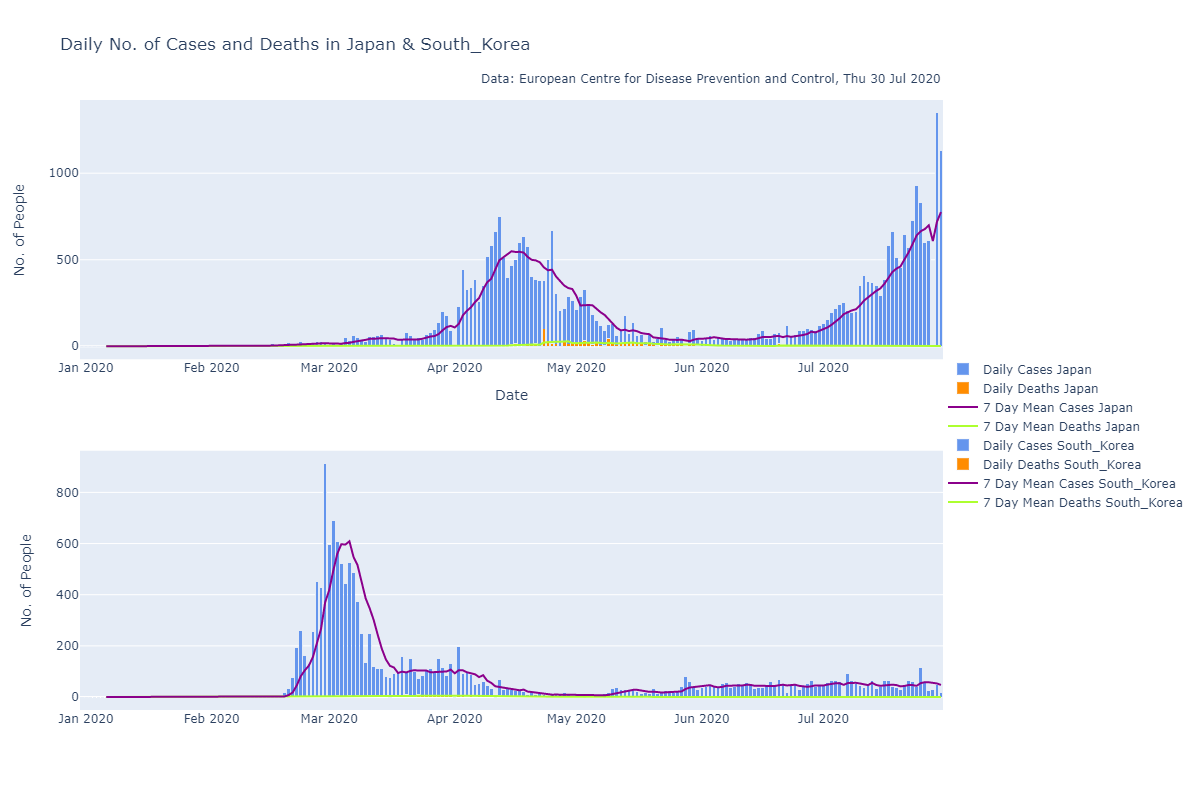 Daily No. of Cases and Deaths in Japan & South_Korea
Data: European Centre for Disease Prevention and Control, Thu 30 Jul 2020
No. of People
1000
500
0
Jan 2020 Feb 2020 Mar 2020 Apr 2020 May 2020 Jun 2020 Jul 2020
Date
Daily Cases Japan
Daily Deaths Japan
7 Day Mean Cases Japan
7 Day Mean Deaths Japan
Daily Cases South_Korea
Daily Deaths South_Korea
7 Day Mean Cases South_Korea
7 Day Mean Deaths South_Korea
No. of People
800
600
400
200
0
Jan 2020 Feb 2020 Mar 2020 Apr 2020 May 2020 Jun 2020 Jul 2020